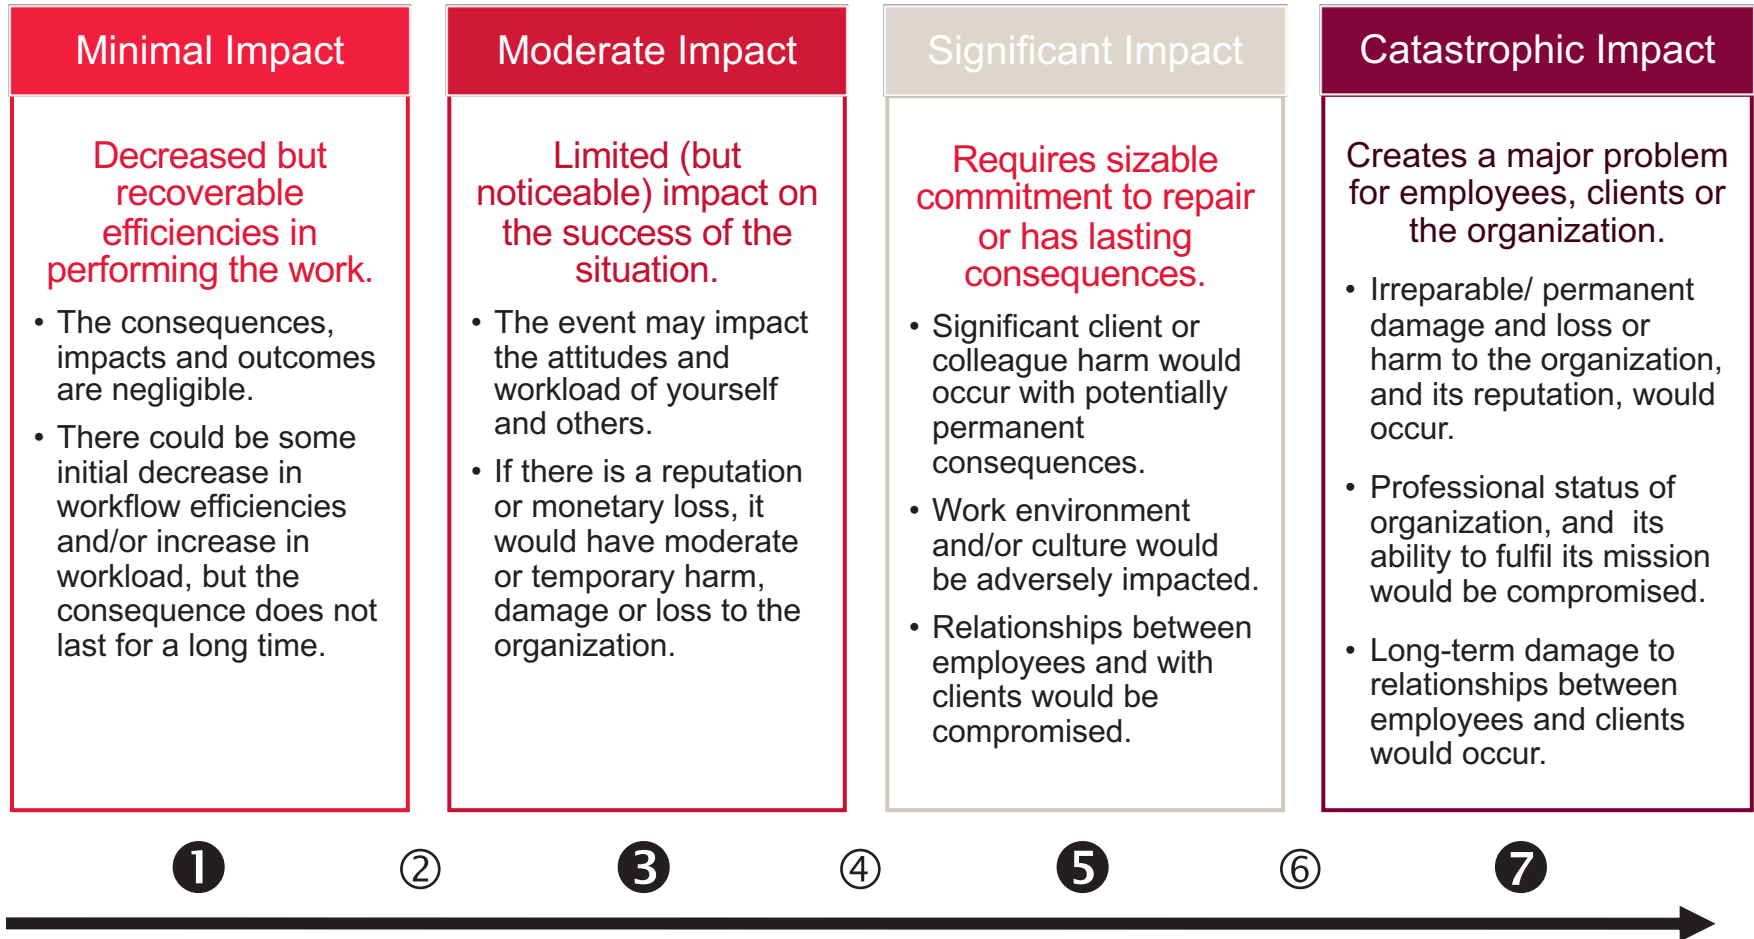 Minimal Impact
Decreased but
recoverable
efficiencies in
performing the work.
• The consequences,
impacts and outcomes
are negligible.
• There could be some
initial decrease in
workflow efficiencies
and/or increase in
workload, but the
consequence does not
last for a long time.
Moderate Impact
Limited (but
noticeable) impact on
the success of the
situation.
• The event may impact
the attitudes and
workload of yourself
and others.
• If there is a reputation
or monetary loss, it
would have moderate
or temporary harm,
damage or loss to the
organization.
Significant Impact
Requires sizable
commitment to repair
or has lasting
consequences.
• Significant client or
colleague harm would
occur with potentially
permanent
consequences.
• Work environment
and/or culture would
be adversely impacted.
• Relationships between
employees and with
clients would be
compromised.
Catastrophic Impact
Creates a major problem
for employees, clients or
the organization.
• Irreparable/ permanent
damage and loss or
harm to the organization,
and its reputation, would
occur.
• Professional status of
organization, and  its
ability to fulfil its mission
would be compromised.
• Long-term damage to
relationships between
employees and clients
would occur.
❶ ② ❸ ④ ❺ ⑥ ❼